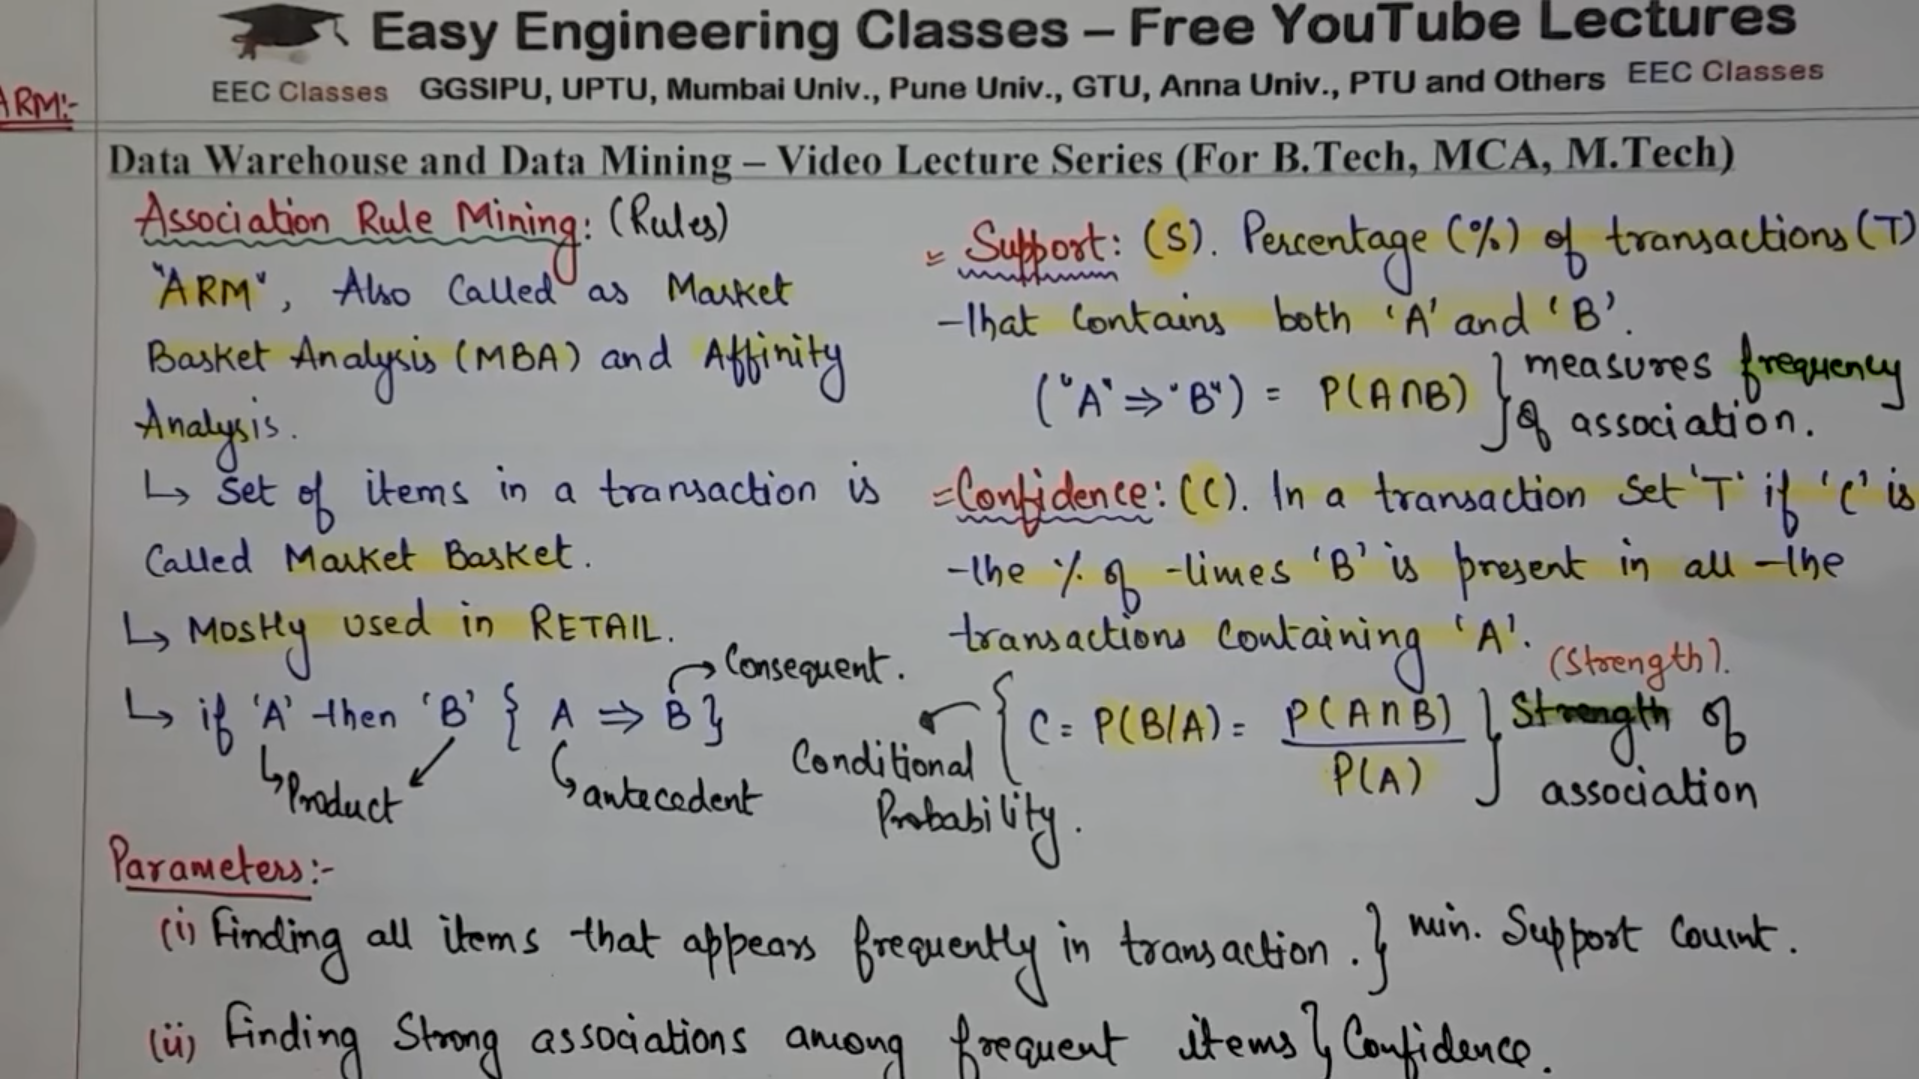 Easy Engineering Classes – Free YouTube Lectures
EEC Classes GGSIPU, UPTU, Mumbai Univ., Pune Univ., GTU, Anna Univ., PTU and Others EEC Classes
ARM:-
Data Warehouse and Data Mining – Video Lecture Series (For B.Tech, MCA, M.Tech)
Association Rule Mining: (Rules)
"ARM", Also Called as Market
Basket Analysis (MBA) and Affinity
Analysis.
↳ Set of items in a transaction is
Called Market Basket.
↳ Mostly used in RETAIL.
↳ if 'A' then 'B' { A ⇒ B }
Consequent.
Product
antecedent
Support: (S). Percentage (%) of transactions (T)
that Contains both 'A' and 'B'.
("A" ⇒ "B") = P(A∩B) } measures frequency
of association.
Confidence: (C). In a transaction Set 'T' if 'C' is
the % of times 'B' is present in all the
transactions Containing 'A'.
(Strength).
{ C = P(B/A) = P(A∩B) / P(A) } Strength of
association
Conditional
Probability.
Parameters:-
(i) Finding all items that appears frequently in transaction. } min. Support Count.
(ii) Finding Strong associations among frequent items } Confidence.